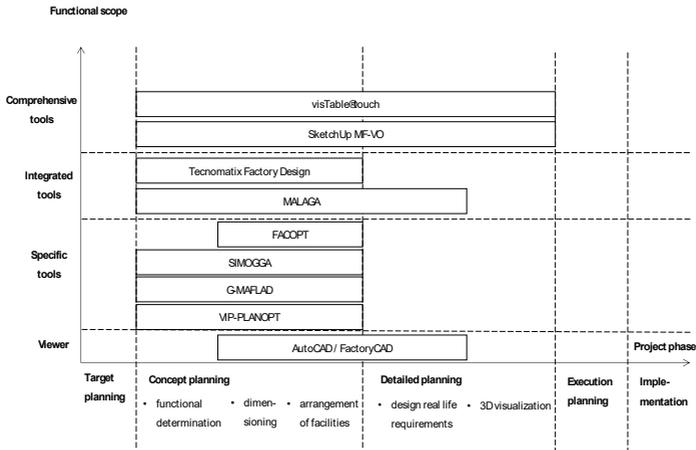 Functional scope
Comprehensive
tools
visTable®touch
SketchUp MF-VO
Integrated
tools
Tecnomatix Factory Design
MALAGA
Specific
tools
FACOPT
SIMOGGA
G-MAFLAD
VIP-PLANOPT
Viewer
AutoCAD / FactoryCAD
Project phase
Target
planning
Concept planning
• functional
determination
• dimen-
sioning
• arrangement
of facilities
Detailed planning
• design real life
requirements
• 3D visualization
Execution
planning
Imple-
mentation